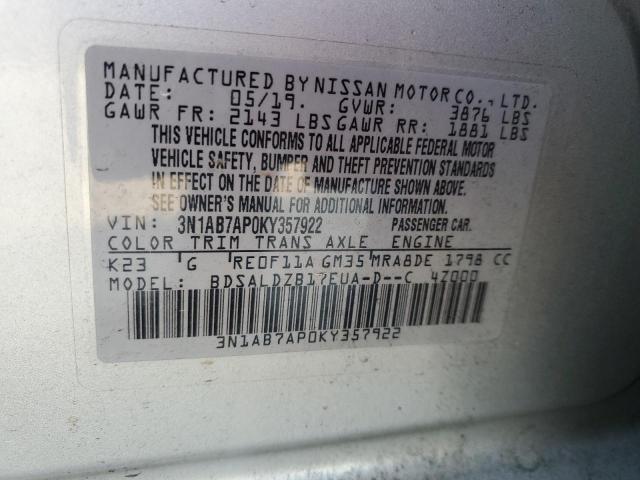 MANUFACTURED BY NISSAN MOTOR CO., LTD.
DATE: 05/19. GVWR: 3876 LBS
GAWR FR: 2143 LBS GAWR RR: 1881 LBS
THIS VEHICLE CONFORMS TO ALL APPLICABLE FEDERAL MOTOR
VEHICLE SAFETY, BUMPER AND THEFT PREVENTION STANDARDS
IN EFFECT ON THE DATE OF MANUFACTURE SHOWN ABOVE.
SEE OWNER'S MANUAL FOR ADDITIONAL INFORMATION.
VIN: 3N1AB7AP0KY357922 PASSENGER CAR.
COLOR TRIM TRANS AXLE ENGINE
K23 G RE0F11A GM35 MRA8DE 1798 CC
MODEL: BDSALDZB17EUA-D--C 4Z000
3N1AB7AP0KY357922